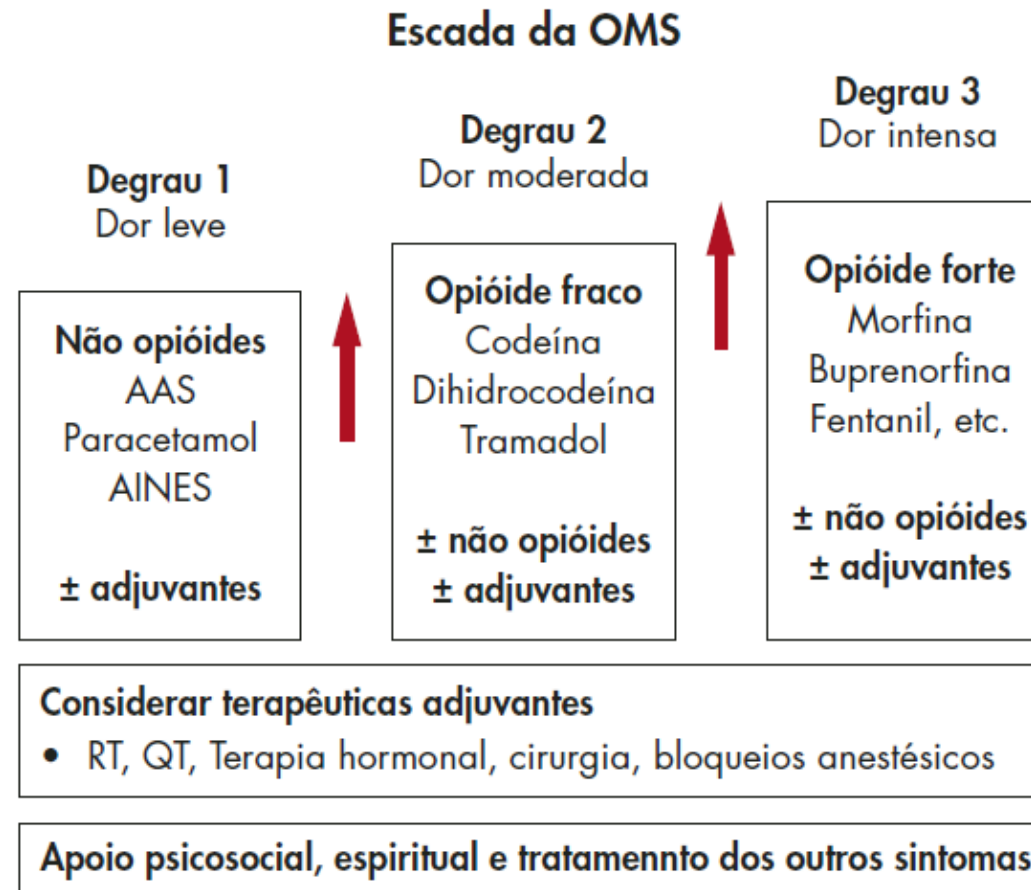 Escada da OMS
Degrau 1
Dor leve
Não opióides
AAS
Paracetamol
AINES
± adjuvantes
Degrau 2
Dor moderada
Opióide fraco
Codeína
Dihidrocodeína
Tramadol
± não opióides
± adjuvantes
Degrau 3
Dor intensa
Opióide forte
Morfina
Buprenorfina
Fentanil, etc.
± não opióides
± adjuvantes
Considerar terapêuticas adjuvantes
• RT, QT, Terapia hormonal, cirurgia, bloqueios anestésicos
Apoio psicosocial, espiritual e tratamennto dos outros sintomas